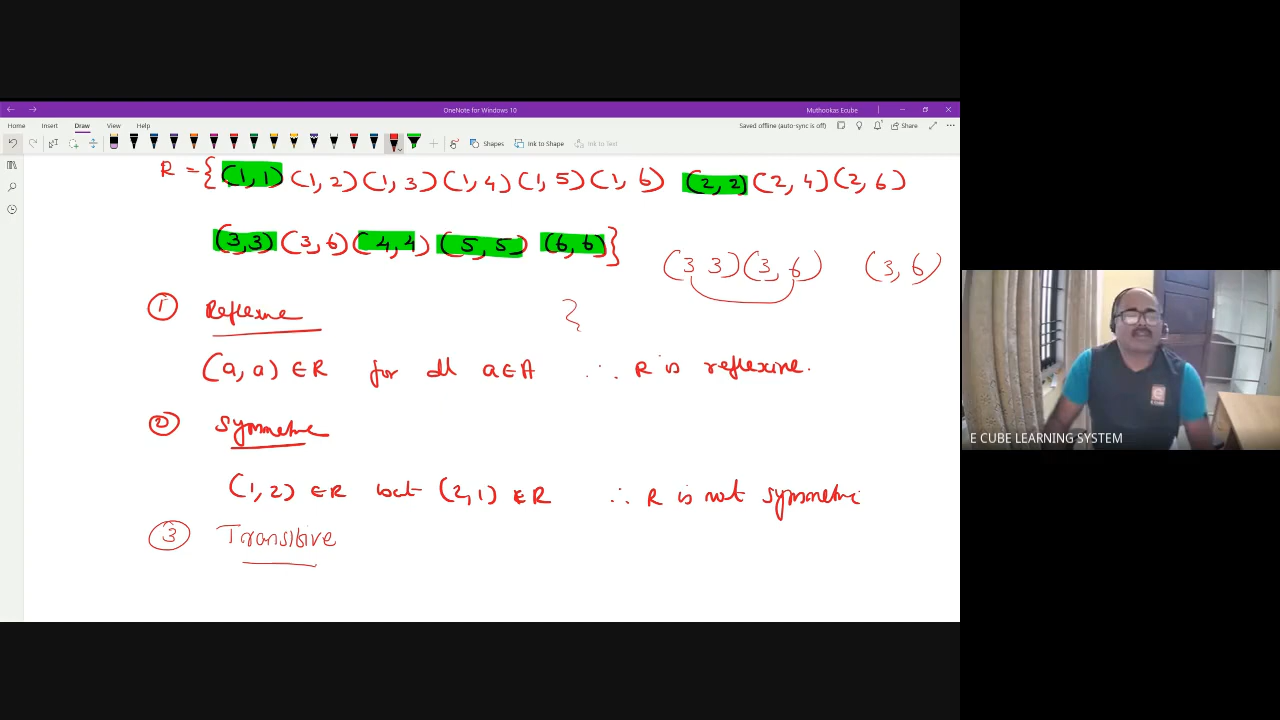 OneNote for Windows 10
Muthookas Ecube
Home Insert Draw View Help
Saved offline (auto-sync is off)
Share
Shapes Ink to Shape Ink to Text
R = { (1, 1) (1, 2) (1, 3) (1, 4) (1, 5) (1, 6) (2, 2) (2, 4) (2, 6)
(3,3) (3,6) (4,4) (5,5) (6,6) }
(3 3) (3, 6) (3, 6)
① Reflexive
(a, a) ∈ R for all a ∈ A ∴ R is reflexive.
② Symmetric
(1, 2) ∈ R but (2,1) ∉ R ∴ R is not symmetric
③ Transitive
E CUBE LEARNING SYSTEM
e
E CUBE